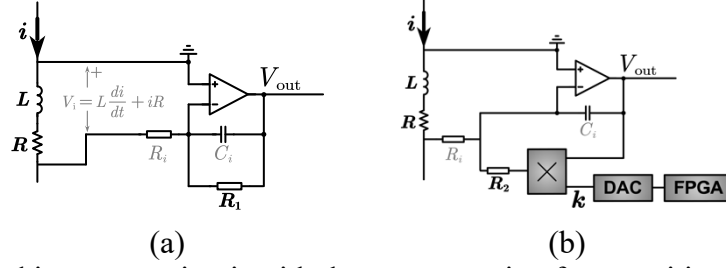 i
i
V_out
V_out
+
L
V_i = L di/dt + iR
L
R
R_i
C_i
R
R_i
C_i
R_1
R_2
×
k
DAC
FPGA
(a)
(b)